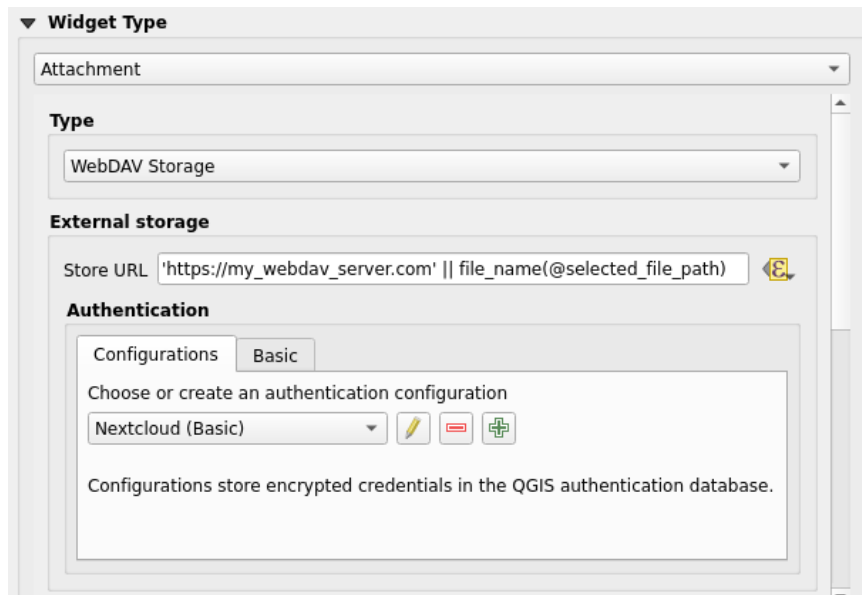 Widget Type
Attachment
Type
WebDAV Storage
External storage
Store URL 'https://my_webdav_server.com' || file_name(@selected_file_path)
Authentication
Configurations Basic
Choose or create an authentication configuration
Nextcloud (Basic)
Configurations store encrypted credentials in the QGIS authentication database.